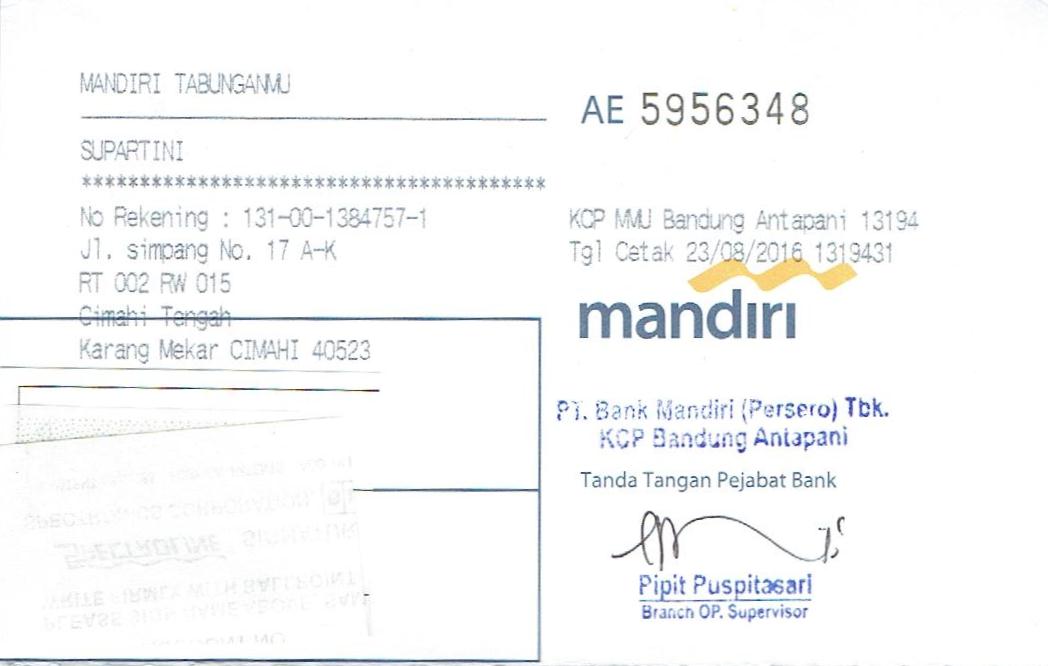 MANDIRI TABUNGANMU
AE 5956348
SUPARTINI
****************************************
No Rekening : 131-00-1384757-1
Jl. simpang No. 17 A-K
RT 002 RW 015
Cimahi Tengah
Karang Mekar CIMAHI 40523
KCP MMU Bandung Antapani 13194
Tgl Cetak 23/08/2016 1319431
mandiri
PT. Bank Mandiri (Persero) Tbk.
KCP Bandung Antapani
Tanda Tangan Pejabat Bank
Pipit Puspitasari
Branch OP. Supervisor
SPECTROLINE SIGNATUR
WRITE FIRMLY WITH BALLPOINT
PLEASE SIGN NAME ABOVE